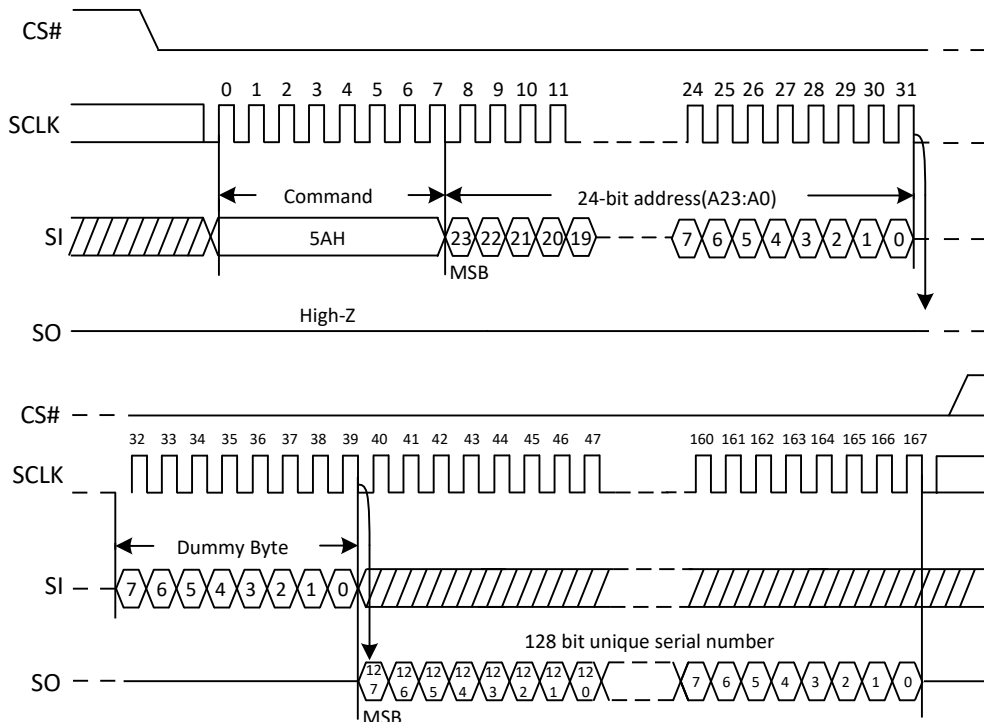 CS#
0 1 2 3 4 5 6 7 8 9 10 11 24 25 26 27 28 29 30 31
SCLK
Command 24-bit address(A23:A0)
SI 5AH 23 22 21 20 19 7 6 5 4 3 2 1 0
MSB
High-Z
SO
CS#
32 33 34 35 36 37 38 39 40 41 42 43 44 45 46 47 160 161 162 163 164 165 166 167
SCLK
Dummy Byte
SI 7 6 5 4 3 2 1 0
128 bit unique serial number
SO 127 126 125 124 123 122 121 120 7 6 5 4 3 2 1 0
MSB